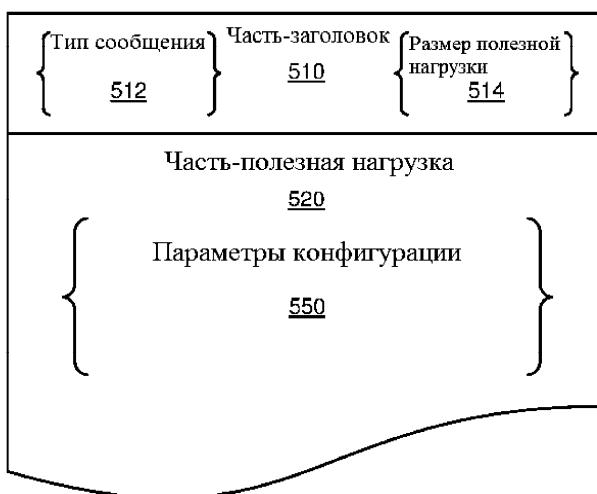 Тип сообщения
512
Часть-заголовок
510
Размер полезной
нагрузки
514
Часть-полезная нагрузка
520
Параметры конфигурации
550